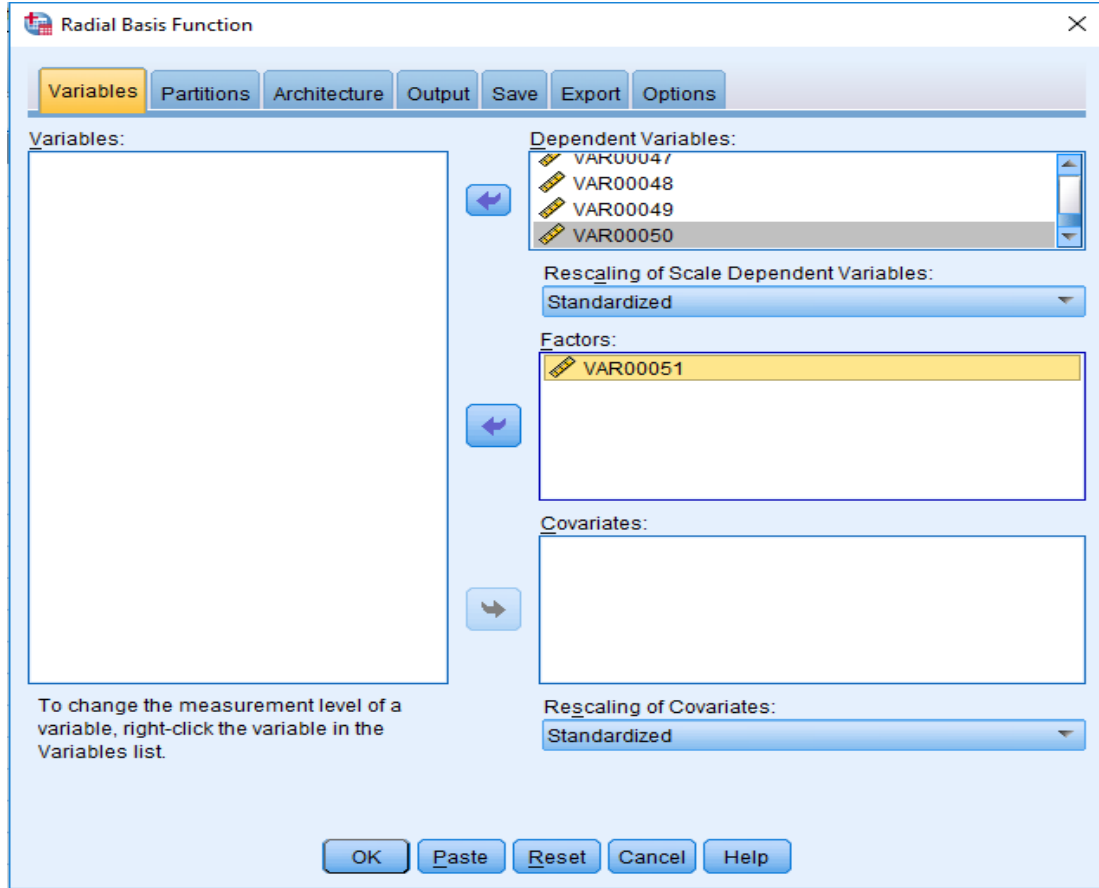 Radial Basis Function
Variables Partitions Architecture Output Save Export Options
Variables:
Dependent Variables:
VAR00047
VAR00048
VAR00049
VAR00050
Rescaling of Scale Dependent Variables:
Standardized
Factors:
VAR00051
Covariates:
To change the measurement level of a
variable, right-click the variable in the
Variables list.
Rescaling of Covariates:
Standardized
OK Paste Reset Cancel Help